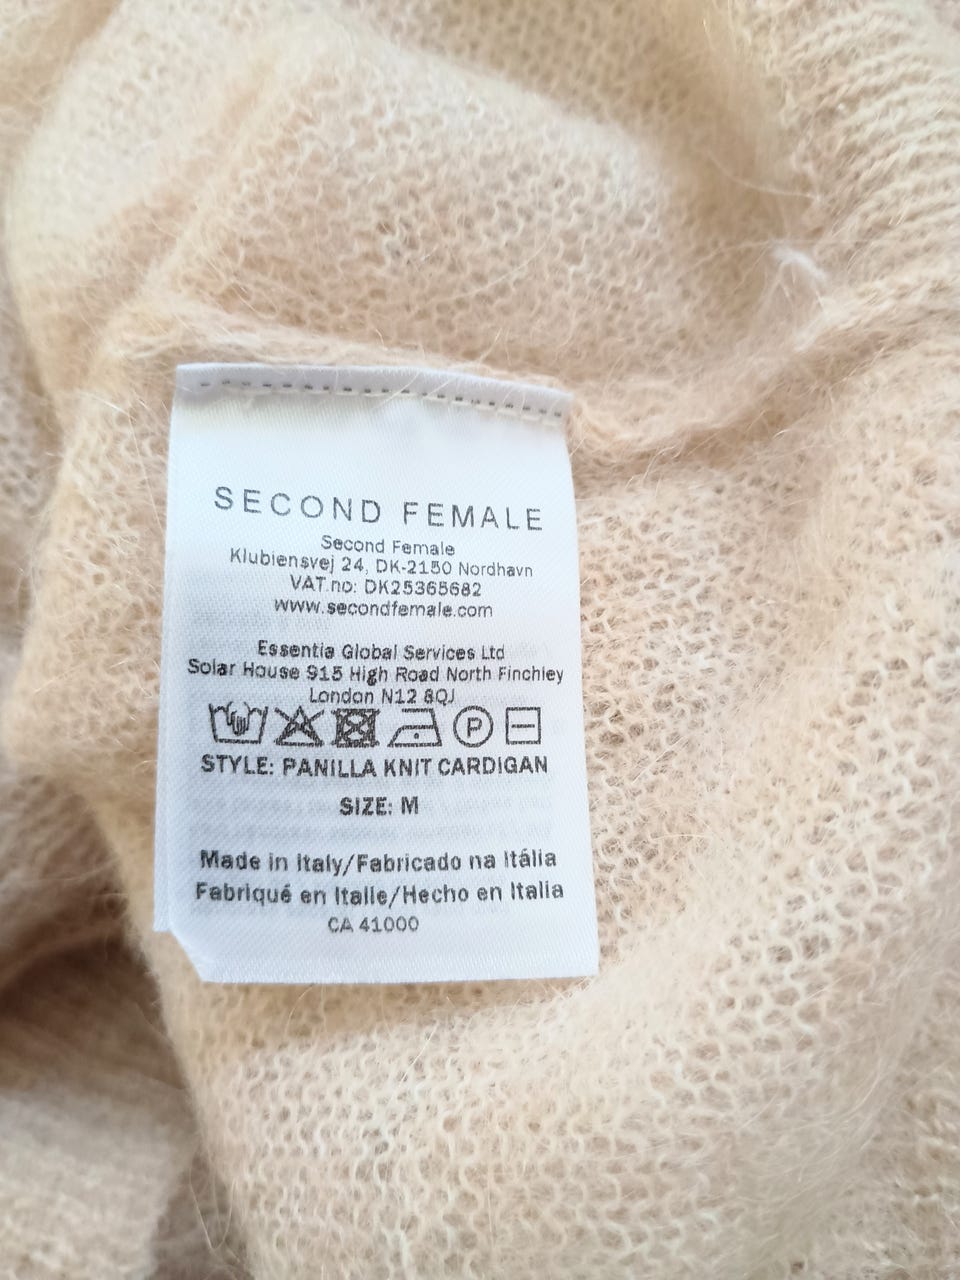 SECOND FEMALE
Second Female
Klubiensvej 24, DK-2150 Nordhavn
VAT.no: DK25365682
www.secondfemale.com
Essentia Global Services Ltd
Solar House 915 High Road North Finchley
London N12 8QJ
P
STYLE: PANILLA KNIT CARDIGAN
SIZE: M
Made in Italy/Fabricado na Itália
Fabriqué en Italie/Hecho en Italia
CA 41000